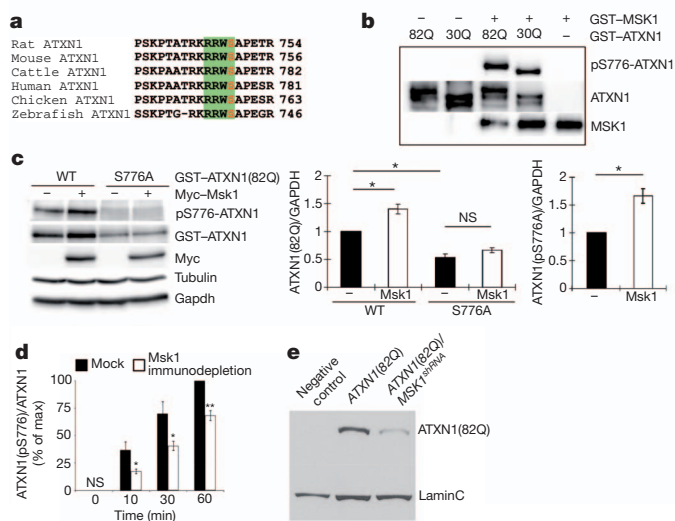 a
Rat ATXN1 PSKPTATRKRRWSAPETR 754
Mouse ATXN1 PSKPTATRKRRWSAPETR 756
Cattle ATXN1 PSKPAATRKRRWSAPETR 782
Human ATXN1 PSKPAATRKRRWSAPESR 781
Chicken ATXN1 PSKPPATRKRRWSAPESR 763
Zebrafish ATXN1 SSKPTG-RKRRWSAPEGR 746
b
– – + + + GST–MSK1
82Q 30Q 82Q 30Q – GST–ATXN1
pS776-ATXN1
ATXN1
MSK1
c
WT S776A GST–ATXN1(82Q)
– + – + Myc–Msk1
pS776-ATXN1
GST–ATXN1
Myc
Tubulin
Gapdh
ATXN1(82Q)/GAPDH
2
1.5
1
0.5
0
*
*
NS
– Msk1 – Msk1
WT S776A
ATXN1(pS776A)/GAPDH
2
1.5
1
0.5
0
*
– Msk1
d
Mock Msk1 immunodepletion
ATXN1(pS776)/ATXN1
(% of max)
100
75
50
25
0
NS * * **
0 10 30 60
Time (min)
e
Negative
control
ATXN1(82Q)
ATXN1(82Q)/
MSK1shRNA
ATXN1(82Q)
LaminC